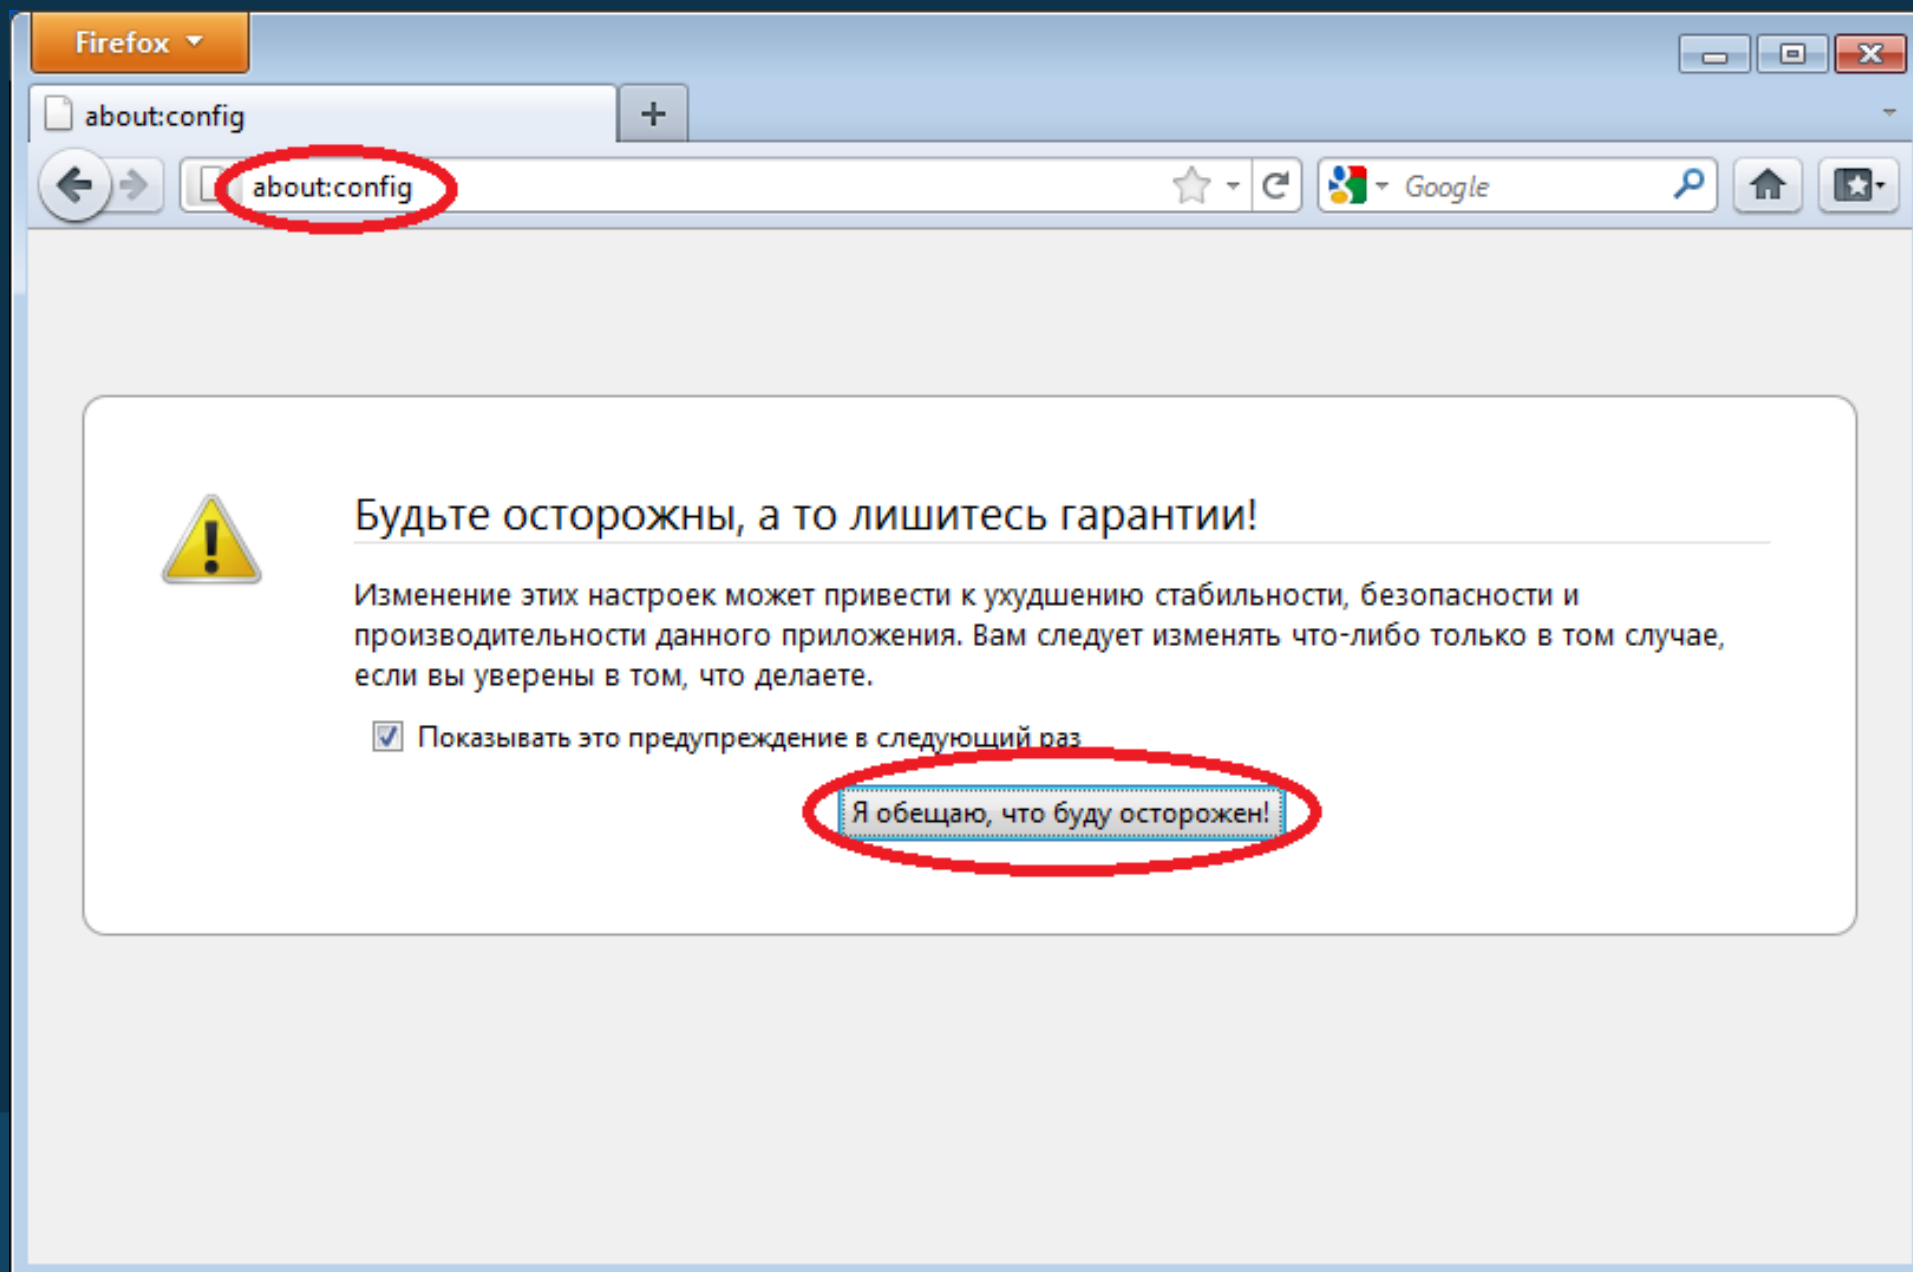 Firefox
about:config
about:config
Google
Будьте осторожны, а то лишитесь гарантии!
Изменение этих настроек может привести к ухудшению стабильности, безопасности и
производительности данного приложения. Вам следует изменять что-либо только в том случае,
если вы уверены в том, что делаете.
Показывать это предупреждение в следующий раз
Я обещаю, что буду осторожен!